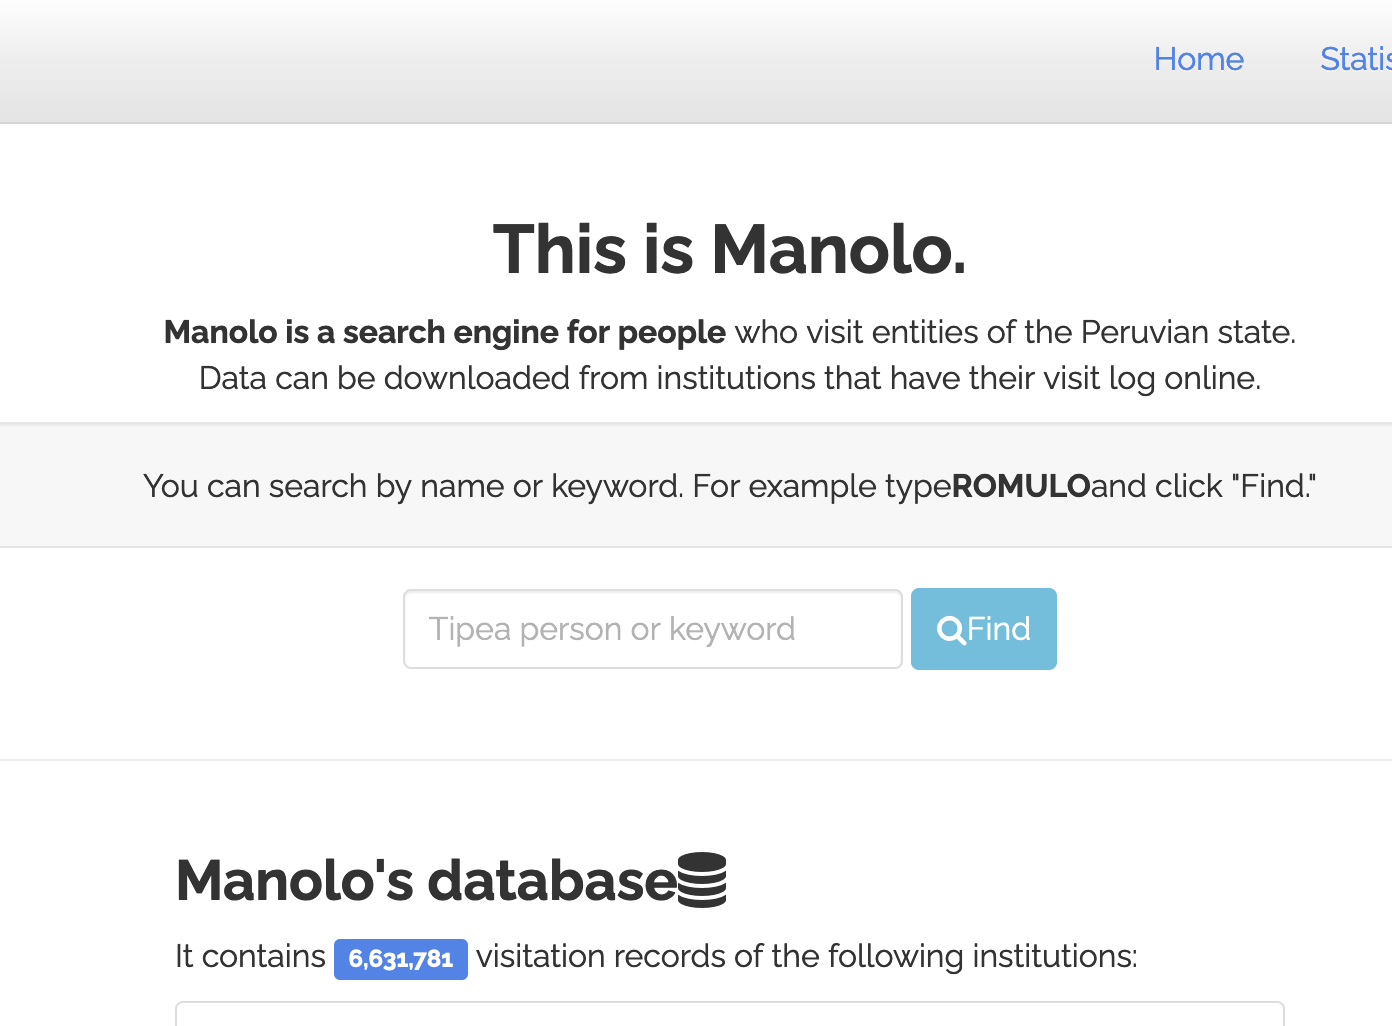 Home Statis
This is Manolo.
Manolo is a search engine for people who visit entities of the Peruvian state.
Data can be downloaded from institutions that have their visit log online.
You can search by name or keyword. For example typeROMULOand click "Find."
Tipea person or keyword Find
Manolo's database
It contains 6,631,781 visitation records of the following institutions: